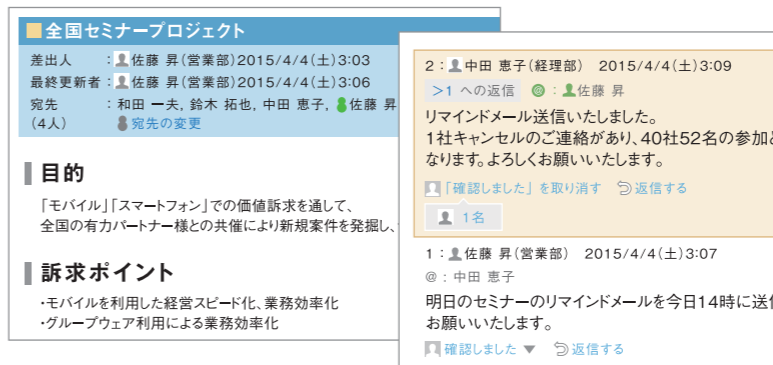 全国セミナープロジェクト
差出人 : 佐藤 昇(営業部)2015/4/4(土)3:03
最終更新者 : 佐藤 昇(営業部)2015/4/4(土)3:06
宛先 : 和田 一夫, 鈴木 拓也, 中田 恵子, 佐藤 昇
(4人) 宛先の変更
目的
「モバイル」「スマートフォン」での価値訴求を通して、
全国の有力パートナー様との共催により新規案件を発掘し、
訴求ポイント
・モバイルを利用した経営スピード化、業務効率化
・グループウェア利用による業務効率化
2 : 中田 恵子(経理部) 2015/4/4(土)3:09
>1 への返信 @ : 佐藤 昇
リマインドメール送信いたしました。
1社キャンセルのご連絡があり、40社52名の参加と
なります。よろしくお願いいたします。
「確認しました」を取り消す 返信する
1名
1 : 佐藤 昇(営業部) 2015/4/4(土)3:07
@ : 中田 恵子
明日のセミナーのリマインドメールを今日14時に送信
お願いいたします。
確認しました ▼ 返信する